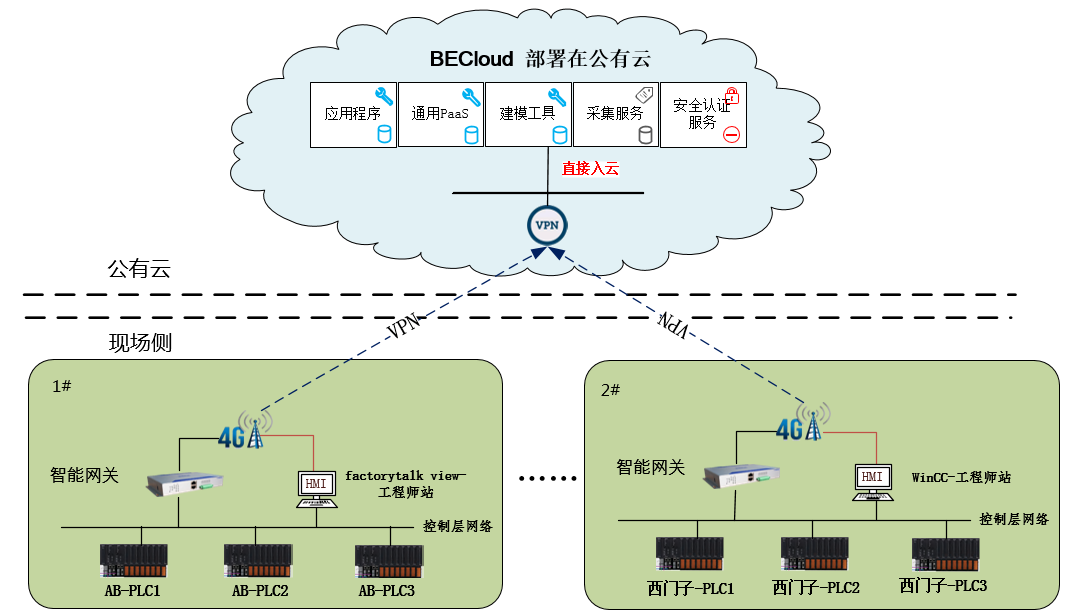 BECloud 部署在公有云
应用程序
通用PaaS
建模工具
采集服务
安全认证
服务
直接入云
VPN
公有云
VPN
VPN
现场侧
1#
4G
智能网关
HMI
factorytalk view-
工程师站
控制层网络
AB-PLC1
AB-PLC2
AB-PLC3
······
2#
4G
智能网关
HMI
WinCC-工程师站
控制层网络
西门子-PLC1
西门子-PLC2
西门子-PLC3